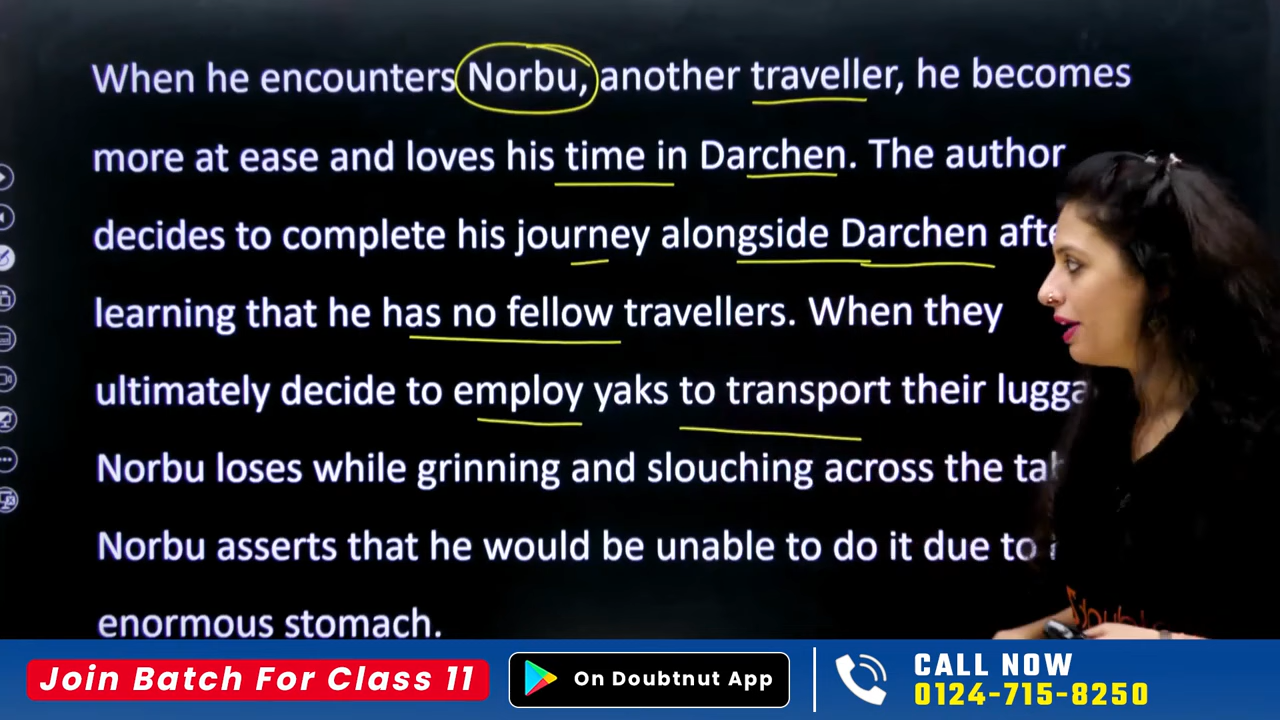 When he encounters Norbu, another traveller, he becomes
more at ease and loves his time in Darchen. The author
decides to complete his journey alongside Darchen
learning that he has no fellow travellers. When they
ultimately decide to employ yaks to transport their
Norbu loses while grinning and slouching across the
Norbu asserts that he would be unable to do it due to
enormous stomach.
Join Batch For Class 11
On Doubtnut App
CALL NOW
0124-715-8250